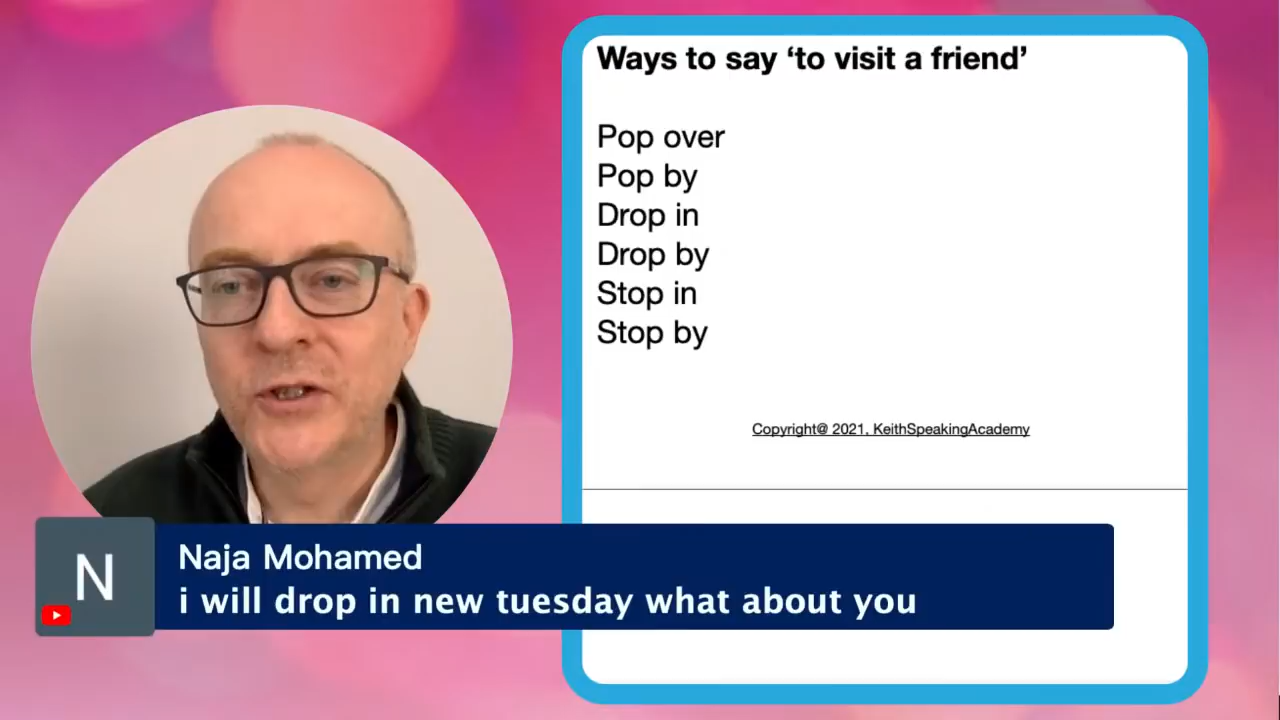 Ways to say ‘to visit a friend’
Pop over
Pop by
Drop in
Drop by
Stop in
Stop by
Copyright@ 2021, KeithSpeakingAcademy
N
Naja Mohamed
i will drop in new tuesday what about you